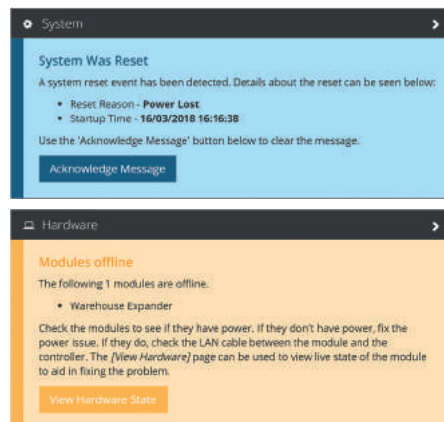 System
System Was Reset
A system reset event has been detected. Details about the reset can be seen below:
• Reset Reason - Power Lost
• Startup Time - 16/03/2018 16:16:38
Use the 'Acknowledge Message' button below to clear the message.
Acknowledge Message
Hardware
Modules offline
The following 1 modules are offline.
• Warehouse Expander
Check the modules to see if they have power. If they don't have power, fix the
power issue. If they do, check the LAN cable between the module and the
controller. The [View Hardware] page can be used to view live state of the module
to aid in fixing the problem.
View Hardware State